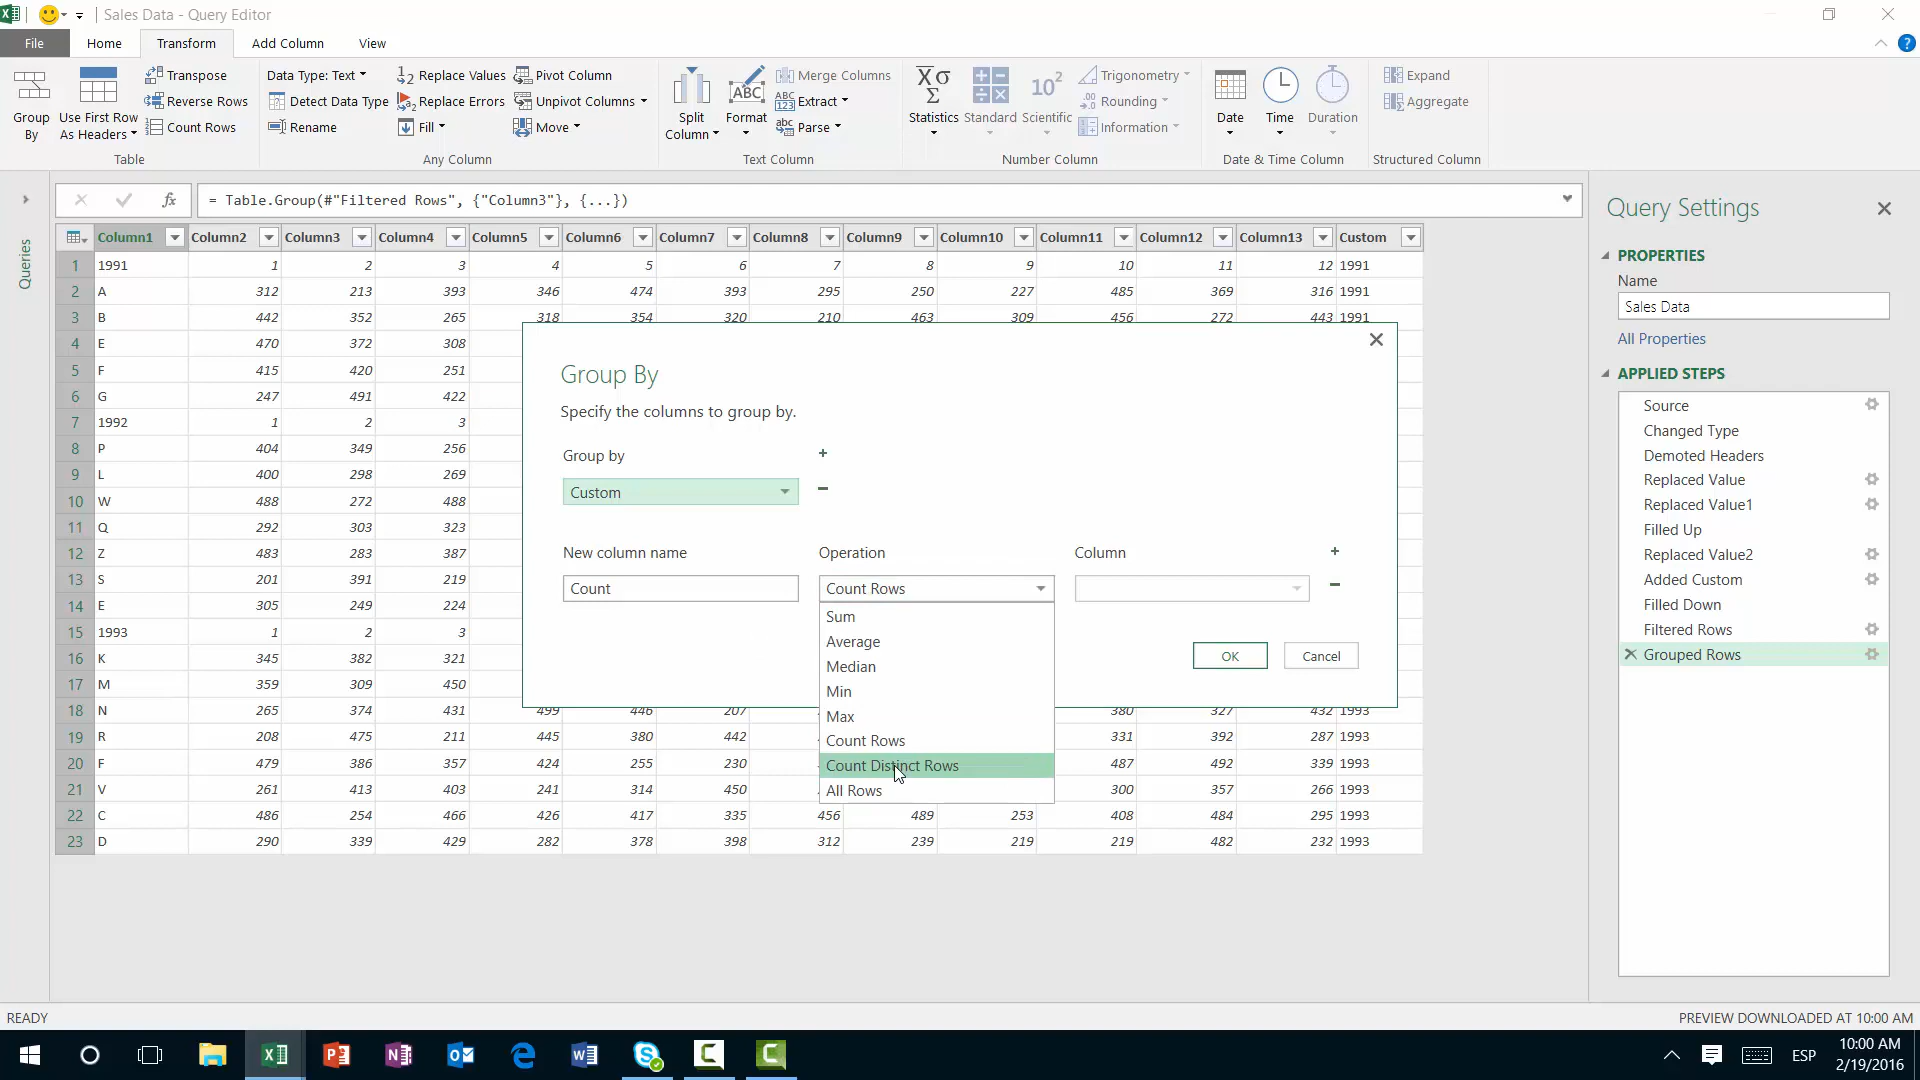 Sales Data - Query Editor
File Home Transform Add Column View
Group By
Use First Row As Headers
Transpose
Reverse Rows
Count Rows
Table
Data Type: Text
Detect Data Type
Rename
Replace Values
Replace Errors
Fill
Pivot Column
Unpivot Columns
Move
Any Column
Split Column
Format
Merge Columns
Extract
Parse
Text Column
Statistics
Standard
Scientific
Trigonometry
Rounding
Information
Number Column
Date
Time
Duration
Date & Time Column
Expand
Aggregate
Structured Column
fx = Table.Group(#"Filtered Rows", {"Column3"}, {...})
Queries
Column1 Column2 Column3 Column4 Column5 Column6 Column7 Column8 Column9 Column10 Column11 Column12 Column13 Custom
1 1991 1 2 3 4 5 6 7 8 9 10 11 12 1991
2 A 312 213 393 346 474 393 295 250 227 485 369 316 1991
3 B 442 352 265 318 354 320 210 463 309 456 272 443 1991
4 E 470 372 308
5 F 415 420 251
6 G 247 491 422
7 1992 1 2 3
8 P 404 349 256
9 L 400 298 269
10 W 488 272 488
11 Q 292 303 323
12 Z 483 283 387
13 S 201 391 219
14 E 305 249 224
15 1993 1 2 3
16 K 345 382 321
17 M 359 309 450
18 N 265 374 431 499 446 207 380 327 432 1993
19 R 208 475 211 445 380 442 331 392 287 1993
20 F 479 386 357 424 255 230 487 492 339 1993
21 V 261 413 403 241 314 450 300 357 266 1993
22 C 486 254 466 426 417 335 456 489 253 408 484 295 1993
23 D 290 339 429 282 378 398 312 239 219 219 482 232 1993
Group By
Specify the columns to group by.
Group by +
Custom
New column name Operation Column +
Count Count Rows
Sum
Average
Median
Min
Max
Count Rows
Count Distinct Rows
All Rows
OK Cancel
Query Settings
PROPERTIES
Name
Sales Data
All Properties
APPLIED STEPS
Source
Changed Type
Demoted Headers
Replaced Value
Replaced Value1
Filled Up
Replaced Value2
Added Custom
Filled Down
Filtered Rows
Grouped Rows
READY
PREVIEW DOWNLOADED AT 10:00 AM
ESP
10:00 AM
2/19/2016